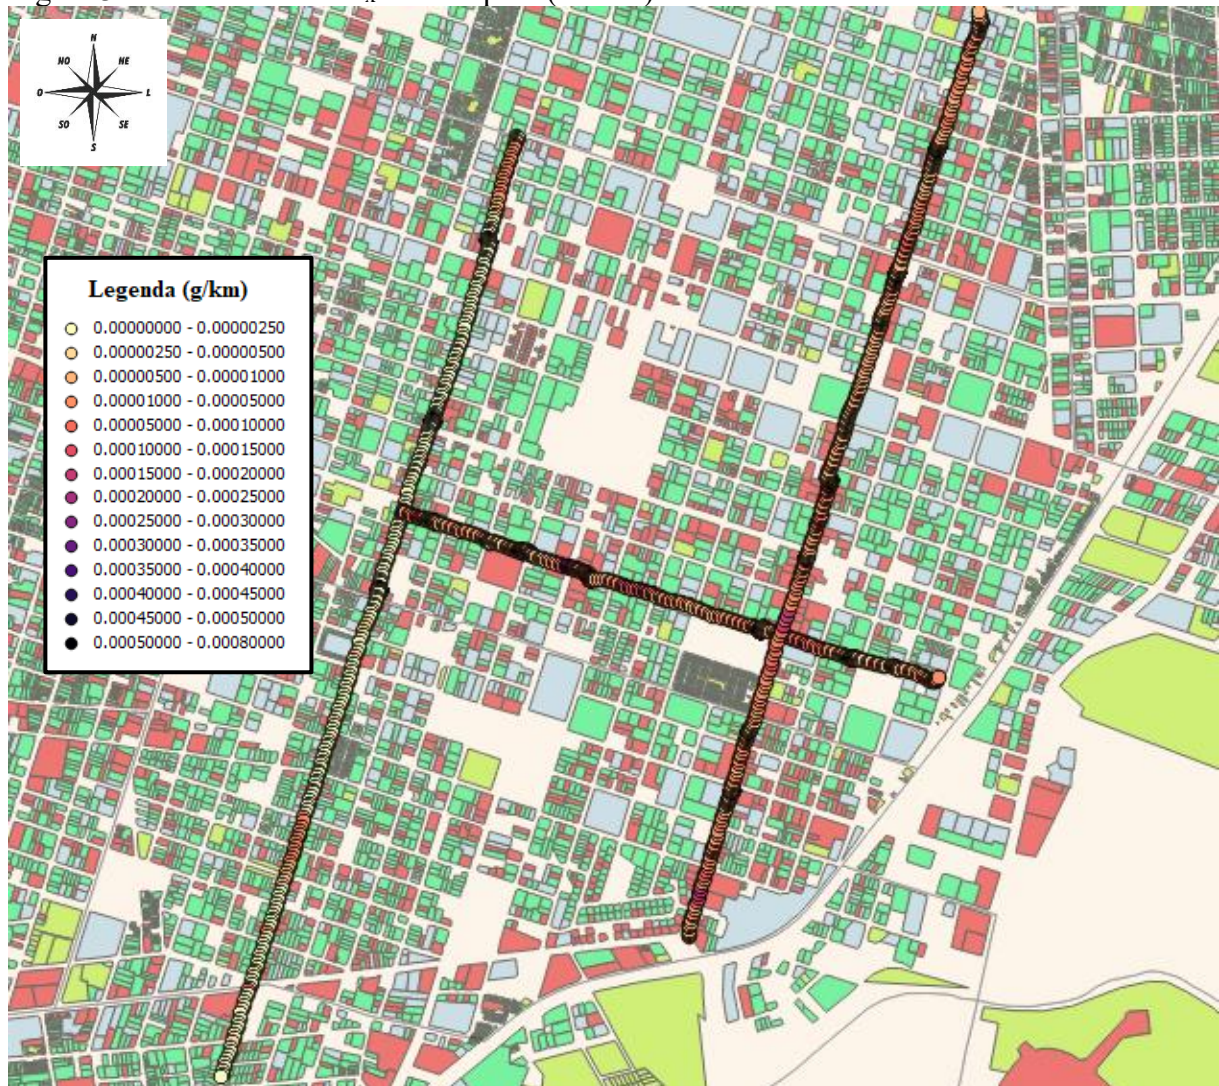 N
NO NE
O L
SO SE
S
Legenda (g/km)
0.00000000 - 0.00000250
0.00000250 - 0.00000500
0.00000500 - 0.00001000
0.00001000 - 0.00005000
0.00005000 - 0.00010000
0.00010000 - 0.00015000
0.00015000 - 0.00020000
0.00020000 - 0.00025000
0.00025000 - 0.00030000
0.00030000 - 0.00035000
0.00035000 - 0.00040000
0.00040000 - 0.00045000
0.00045000 - 0.00050000
0.00050000 - 0.00080000